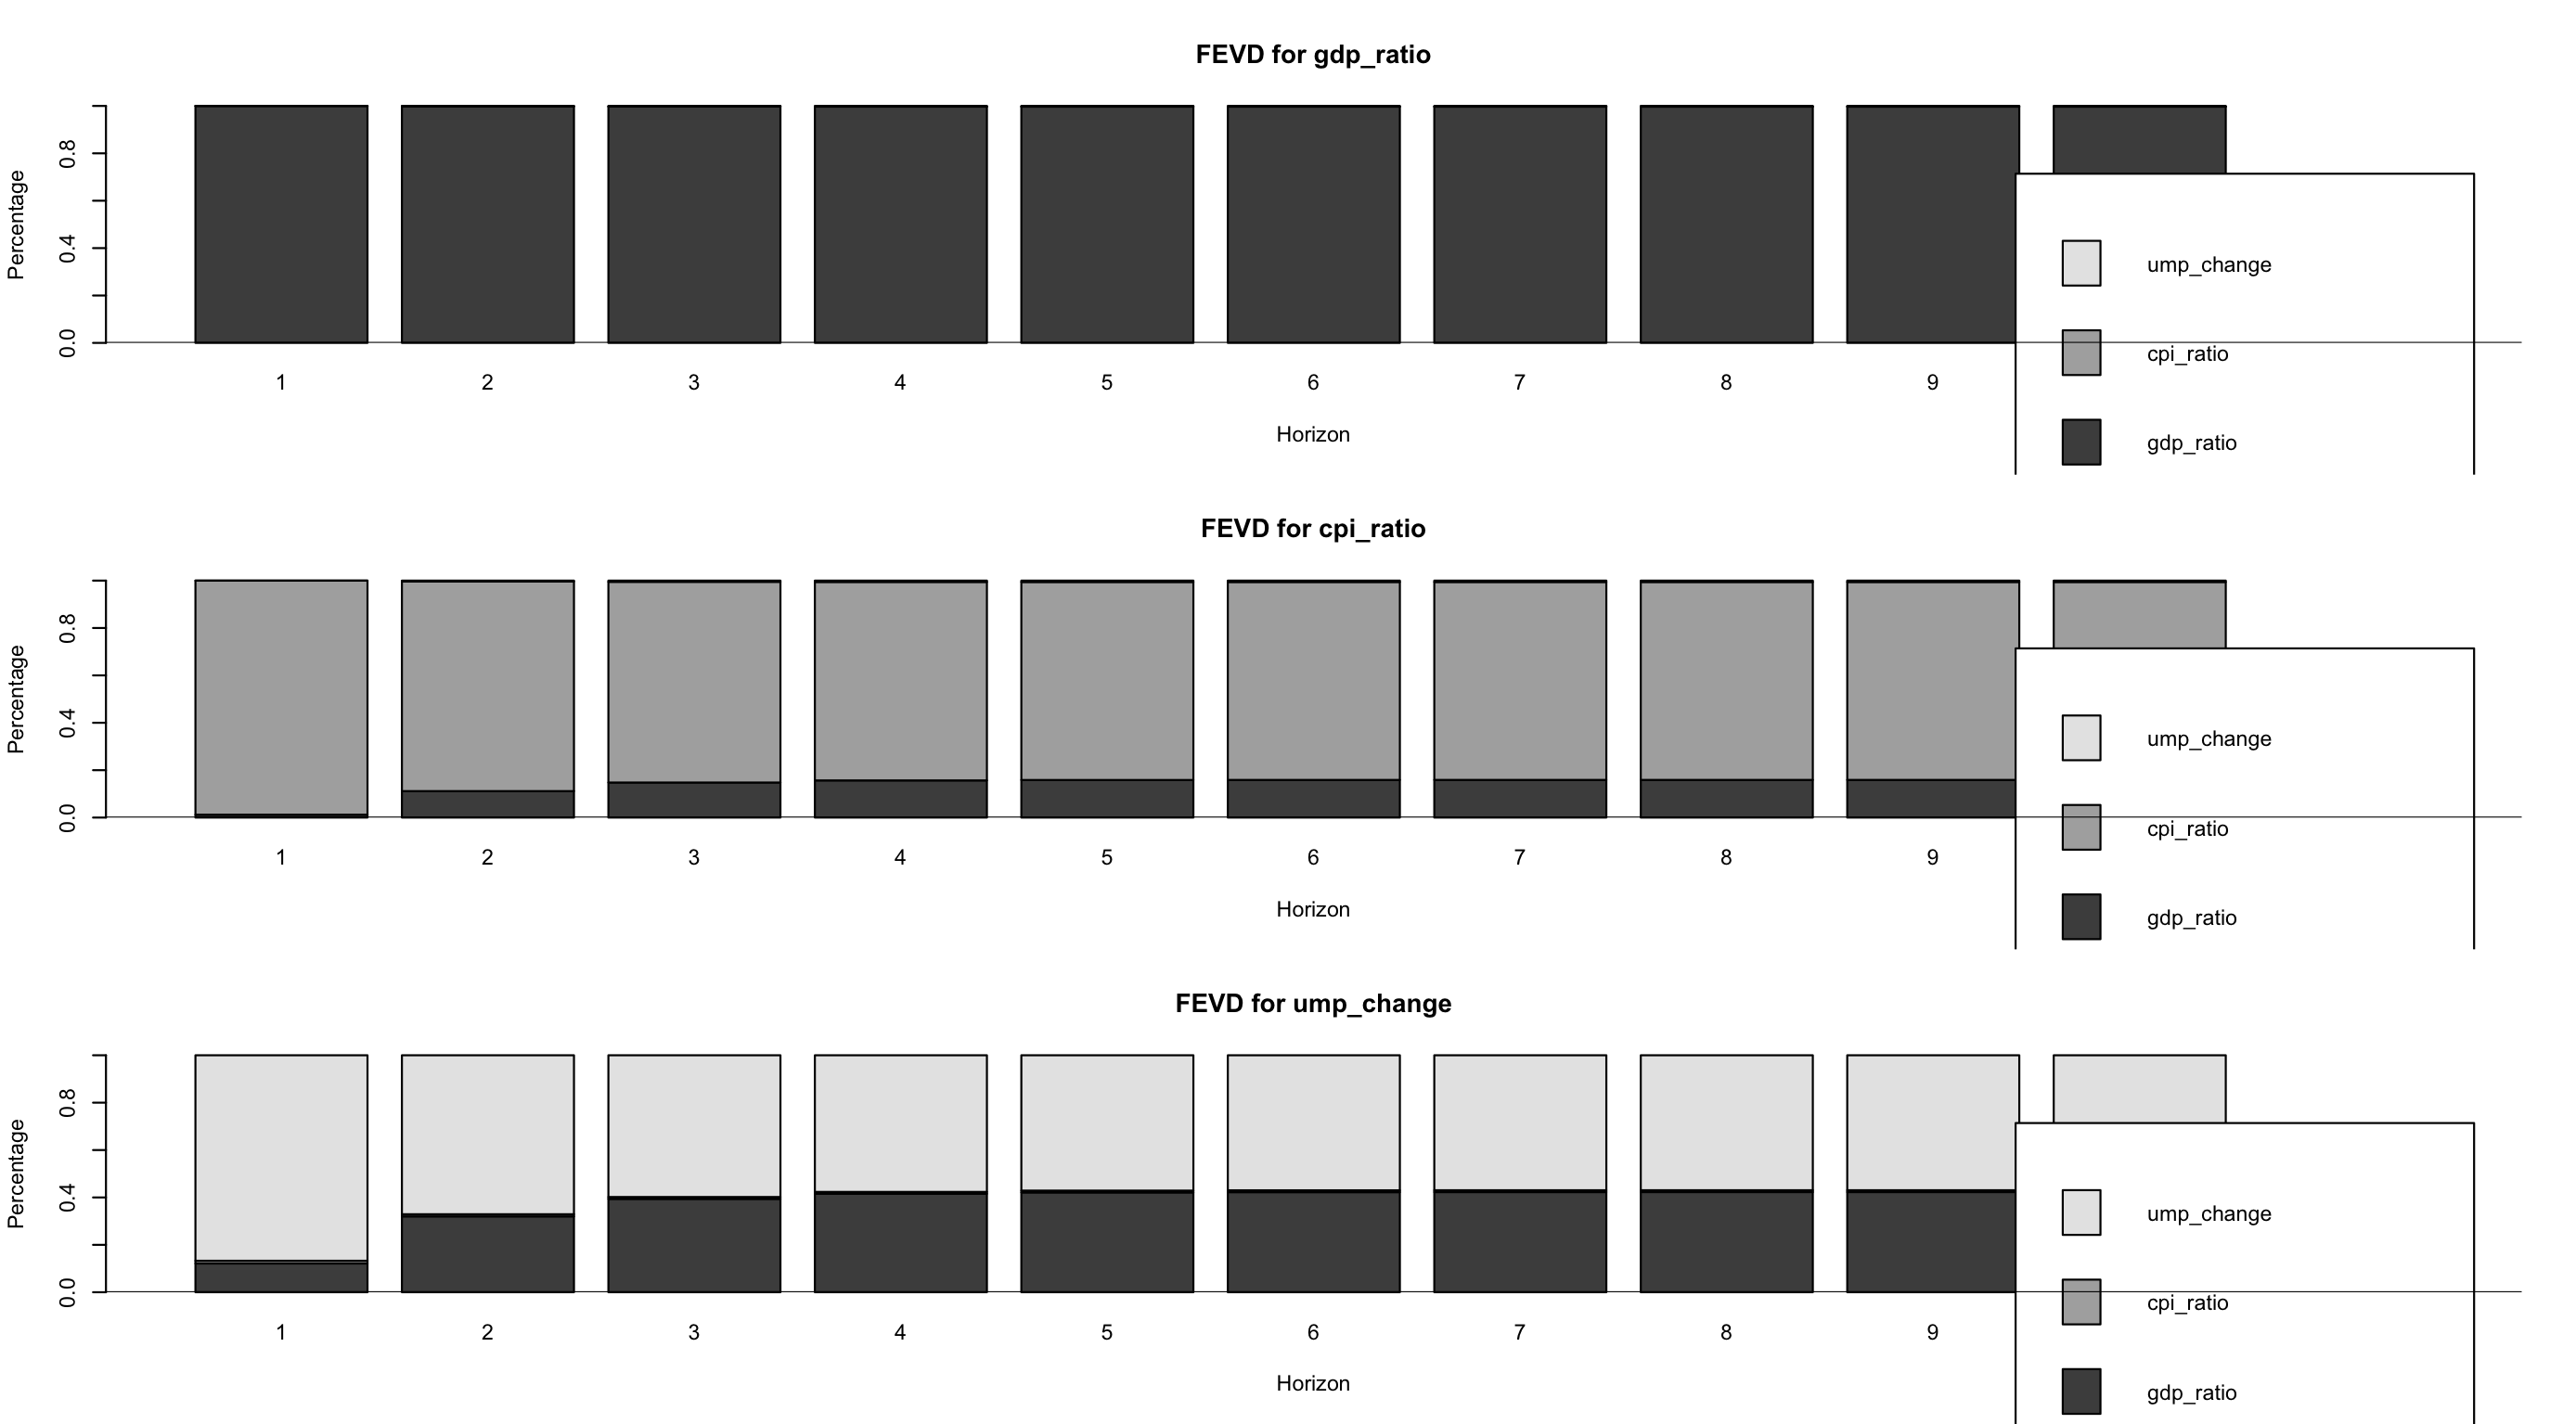 FEVD for gdp_ratio
Percentage
0.0 0.4 0.8
1 2 3 4 5 6 7 8 9
Horizon
ump_change
cpi_ratio
gdp_ratio
FEVD for cpi_ratio
Percentage
0.0 0.4 0.8
1 2 3 4 5 6 7 8 9
Horizon
ump_change
cpi_ratio
gdp_ratio
FEVD for ump_change
Percentage
0.0 0.4 0.8
1 2 3 4 5 6 7 8 9
Horizon
ump_change
cpi_ratio
gdp_ratio